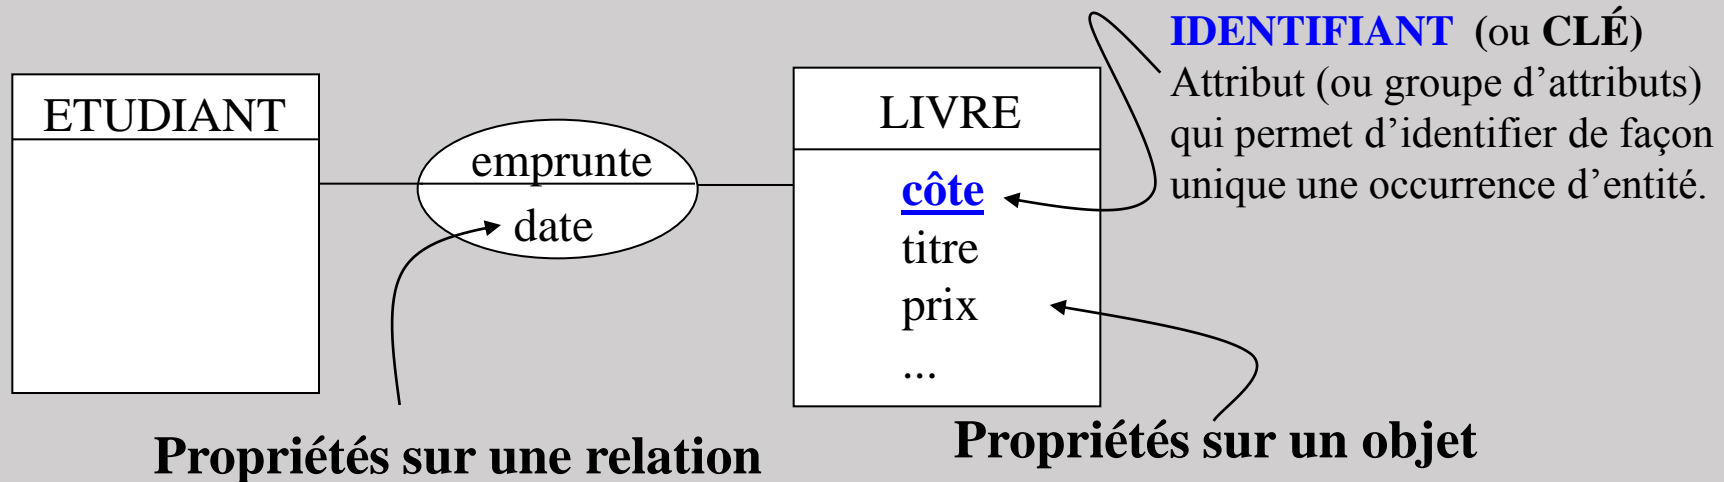 IDENTIFIANT (ou CLÉ)
Attribut (ou groupe d’attributs)
qui permet d’identifier de façon
unique une occurrence d’entité.
ETUDIANT
emprunte
date
LIVRE
côte
titre
prix
...
Propriétés sur une relation
Propriétés sur un objet